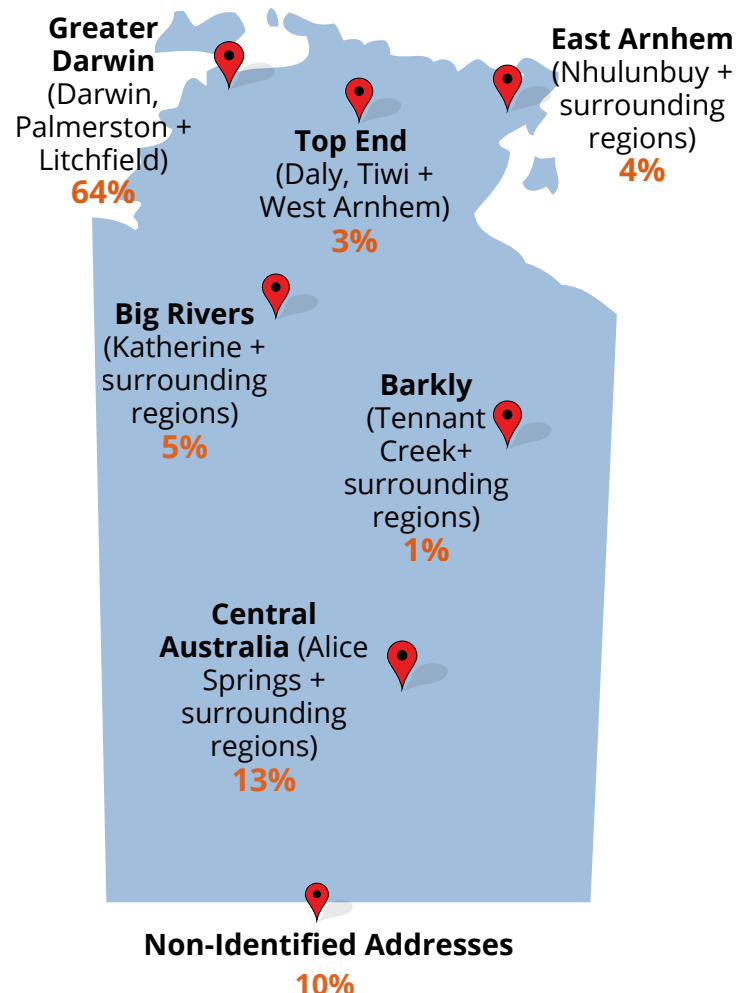 Greater
Darwin
(Darwin,
Palmerston +
Litchfield)
64%
Top End
(Daly, Tiwi +
West Arnhem)
3%
East Arnhem
(Nhulunbuy +
surrounding
regions)
4%
Big Rivers
(Katherine +
surrounding
regions)
5%
Barkly
(Tennant
Creek+
surrounding
regions)
1%
Central
Australia (Alice
Springs +
surrounding
regions)
13%
Non-Identified Addresses
10%